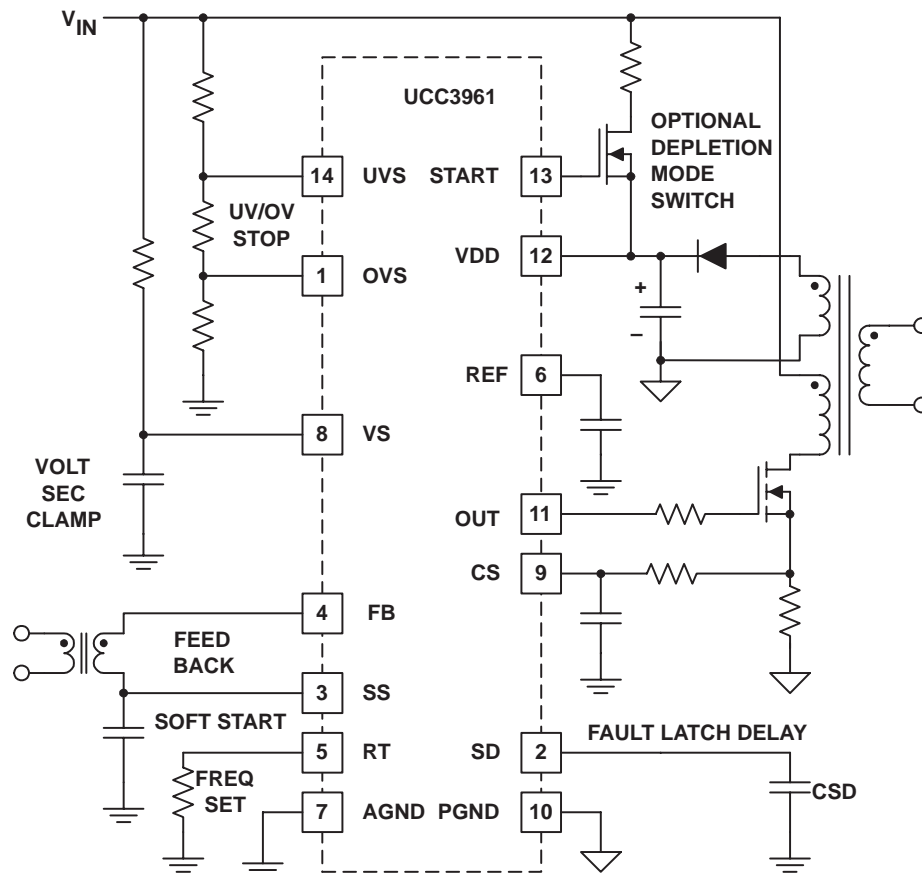 VIN
UCC3961
OPTIONAL
DEPLETION
MODE
SWITCH
14 UVS
START 13
UV/OV
STOP
VDD 12
1 OVS
+
–
REF 6
8 VS
VOLT
SEC
CLAMP
OUT 11
CS 9
4 FB
FEED
BACK
3 SS
SOFT START
FAULT LATCH DELAY
5 RT
SD 2
FREQ
SET
CSD
7 AGND
PGND 10